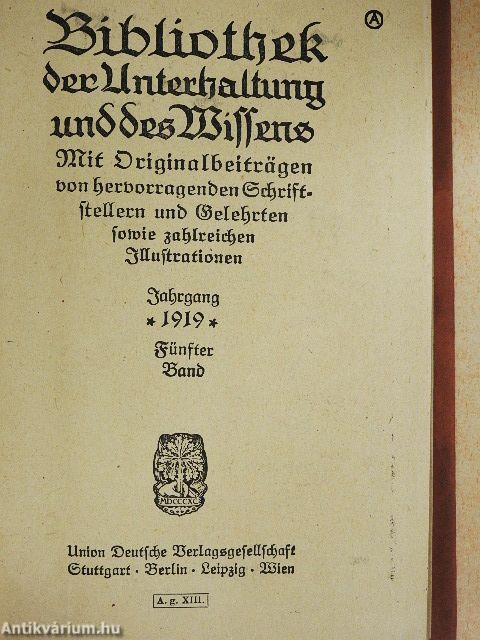 Bibliothek
der Unterhaltung
und des Wissens
Mit Originalbeiträgen
von hervorragenden Schrift-
stellern und Gelehrten
sowie zahlreichen
Illustrationen
Jahrgang
* 1919 *
Fünfter
Band
MDCCCXC
Union Deutsche Verlagsgesellschaft
Stuttgart · Berlin · Leipzig · Wien
A. g. XIII.
A
Antikvárium.hu